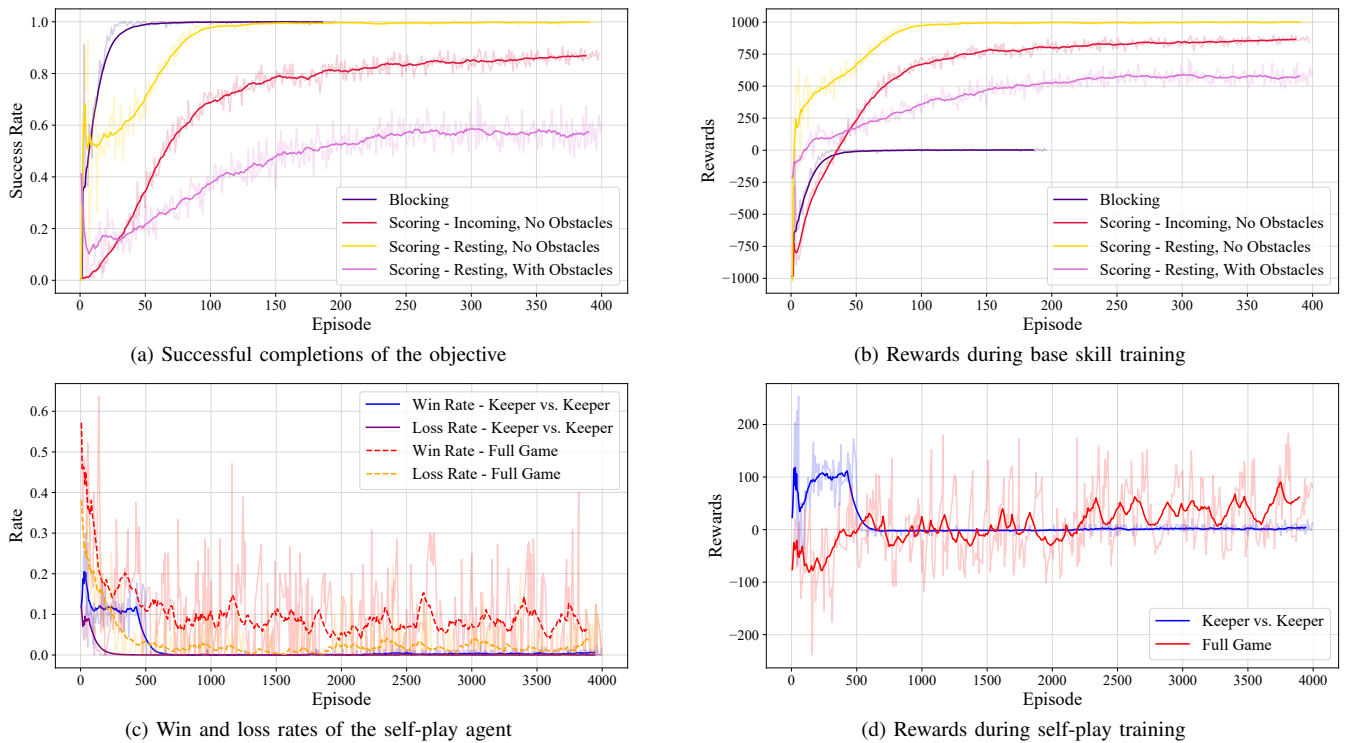 1.0
0.8
0.6
0.4
0.2
0.0
Success Rate
0 50 100 150 200 250 300 350 400
Episode
Blocking
Scoring - Incoming, No Obstacles
Scoring - Resting, No Obstacles
Scoring - Resting, With Obstacles
(a) Successful completions of the objective
1000
750
500
250
0
−250
−500
−750
−1000
Rewards
0 50 100 150 200 250 300 350 400
Episode
Blocking
Scoring - Incoming, No Obstacles
Scoring - Resting, No Obstacles
Scoring - Resting, With Obstacles
(b) Rewards during base skill training
0.6
0.5
0.4
0.3
0.2
0.1
0.0
Rate
0 500 1000 1500 2000 2500 3000 3500 4000
Episode
Win Rate - Keeper vs. Keeper
Loss Rate - Keeper vs. Keeper
Win Rate - Full Game
Loss Rate - Full Game
(c) Win and loss rates of the self-play agent
200
100
0
−100
−200
Rewards
0 500 1000 1500 2000 2500 3000 3500 4000
Episode
Keeper vs. Keeper
Full Game
(d) Rewards during self-play training